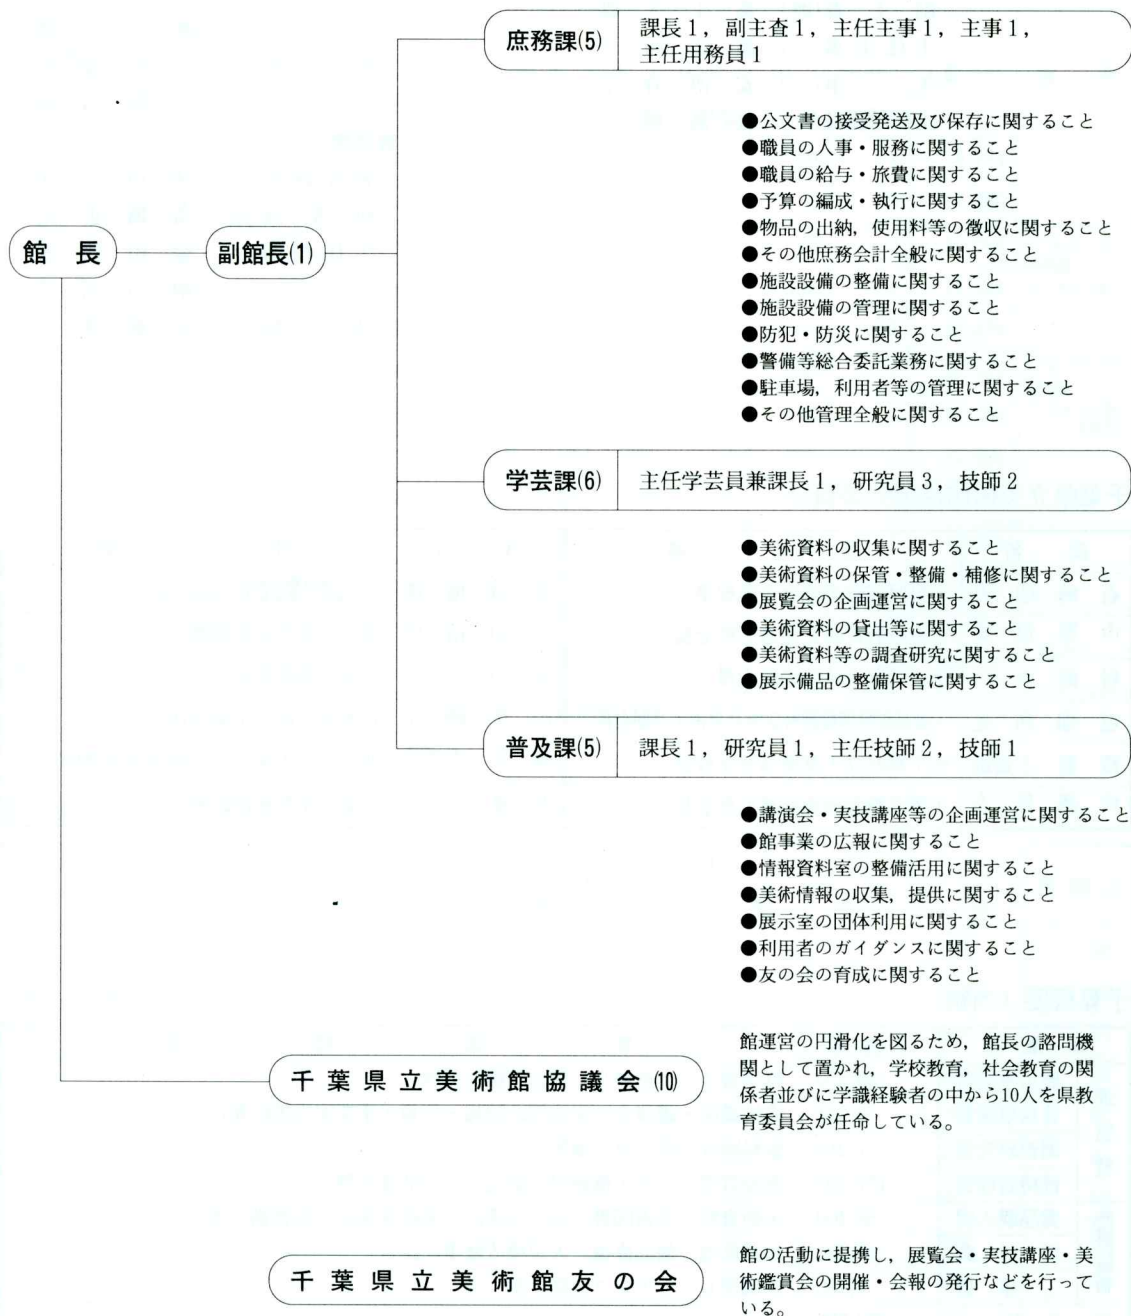 庶務課(5) 課長1，副主査1，主任主事1，主事1，
主任用務員1
●公文書の接受発送及び保存に関すること
●職員の人事・服務に関すること
●職員の給与・旅費に関すること
●予算の編成・執行に関すること
●物品の出納，使用料等の徴収に関すること
●その他庶務会計全般に関すること
●施設設備の整備に関すること
●施設設備の管理に関すること
●防犯・防災に関すること
●警備等総合委託業務に関すること
●駐車場，利用者等の管理に関すること
●その他管理全般に関すること
館長
副館長(1)
学芸課(6) 主任学芸員兼課長1，研究員3，技師2
●美術資料の収集に関すること
●美術資料の保管・整備・補修に関すること
●展覧会の企画運営に関すること
●美術資料の貸出等に関すること
●美術資料等の調査研究に関すること
●展示備品の整備保管に関すること
普及課(5) 課長1，研究員1，主任技師2，技師1
●講演会・実技講座等の企画運営に関すること
●館事業の広報に関すること
●情報資料室の整備活用に関すること
●美術情報の収集，提供に関すること
●展示室の団体利用に関すること
●利用者のガイダンスに関すること
●友の会の育成に関すること
千葉県立美術館協議会(10)
館運営の円滑化を図るため，館長の諮問機
関として置かれ，学校教育，社会教育の関
係者並びに学識経験者の中から10人を県教
育委員会が任命している。
千葉県立美術館友の会
館の活動に提携し，展覧会・実技講座・美
術鑑賞会の開催・会報の発行などを行って
いる。